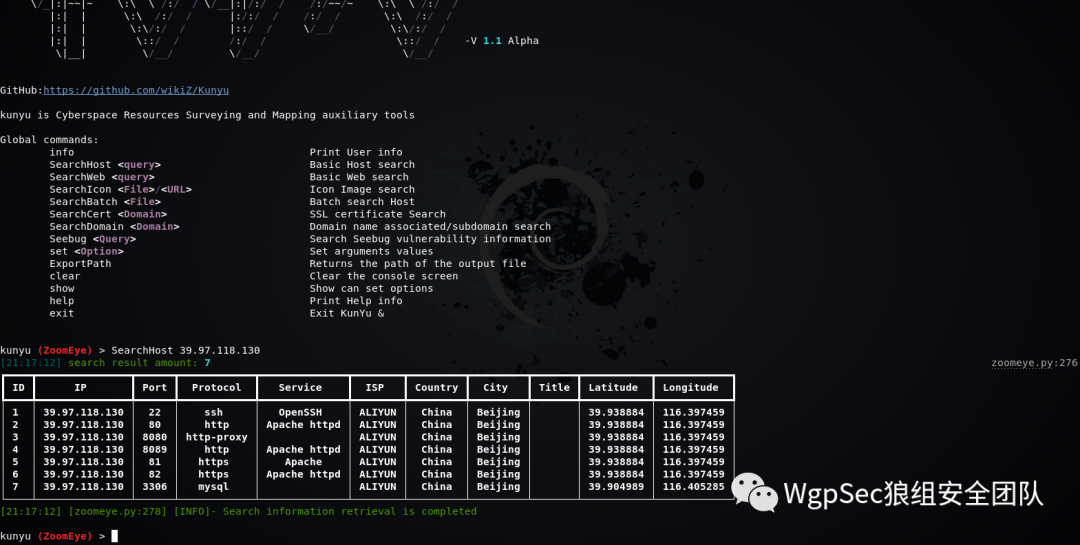 -V 1.1 Alpha
GitHub:https://github.com/wikiZ/Kunyu
kunyu is Cyberspace Resources Surveying and Mapping auxiliary tools
Global commands:
info Print User info
SearchHost <query> Basic Host search
SearchWeb <query> Basic Web search
SearchIcon <File>/<URL> Icon Image search
SearchBatch <File> Batch search Host
SearchCert <Domain> SSL certificate Search
SearchDomain <Domain> Domain name associated/subdomain search
Seebug <Query> Search Seebug vulnerability information
set <Option> Set arguments values
ExportPath Returns the path of the output file
clear Clear the console screen
show Show can set options
help Print Help info
exit Exit KunYu &
kunyu (ZoomEye) > SearchHost 39.97.118.130
[21:17:12] search result amount: 7 zoomeye.py:276
ID IP Port Protocol Service ISP Country City Title Latitude Longitude
1 39.97.118.130 22 ssh OpenSSH ALIYUN China Beijing 39.938884 116.397459
2 39.97.118.130 80 http Apache httpd ALIYUN China Beijing 39.938884 116.397459
3 39.97.118.130 8080 http-proxy ALIYUN China Beijing 39.938884 116.397459
4 39.97.118.130 8089 http Apache httpd ALIYUN China Beijing 39.938884 116.397459
5 39.97.118.130 81 https Apache ALIYUN China Beijing 39.938884 116.397459
6 39.97.118.130 82 https Apache httpd ALIYUN China Beijing 39.938884 116.397459
7 39.97.118.130 3306 mysql ALIYUN China Beijing 39.904989 116.405285
[21:17:12] [zoomeye.py:278] [INFO]- Search information retrieval is completed
kunyu (ZoomEye) >
WgpSec狼组安全团队